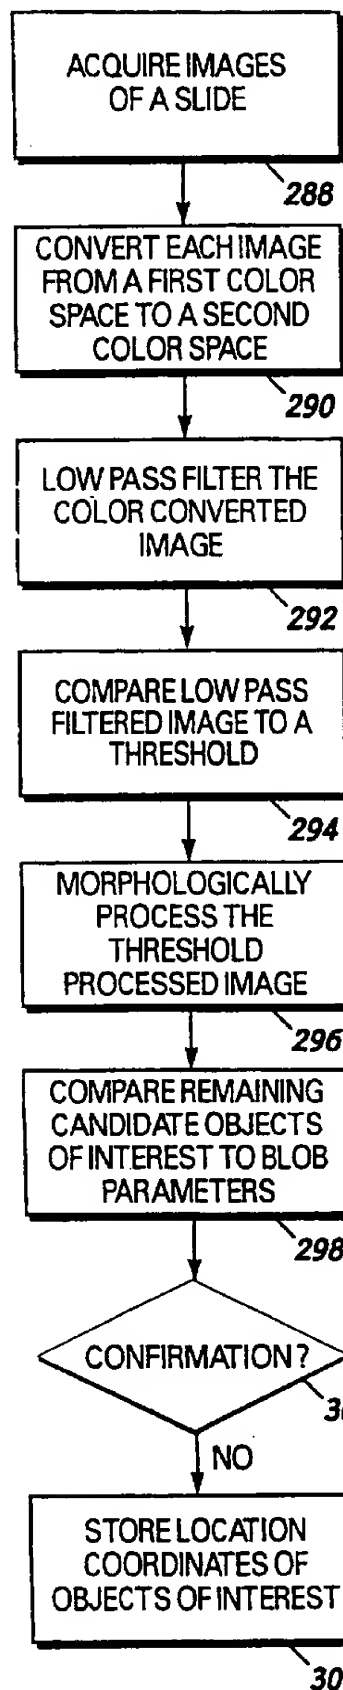 ACQUIRE IMAGES
OF A SLIDE
288
CONVERT EACH IMAGE
FROM A FIRST COLOR
SPACE TO A SECOND
COLOR SPACE
290
LOW PASS FILTER THE
COLOR CONVERTED
IMAGE
292
COMPARE LOW PASS
FILTERED IMAGE TO A
THRESHOLD
294
MORPHOLOGICALLY
PROCESS THE
THRESHOLD
PROCESSED IMAGE
296
COMPARE REMAINING
CANDIDATE OBJECTS
OF INTEREST TO BLOB
PARAMETERS
298
CONFIRMATION?
NO
STORE LOCATION
COORDINATES OF
OBJECTS OF INTEREST